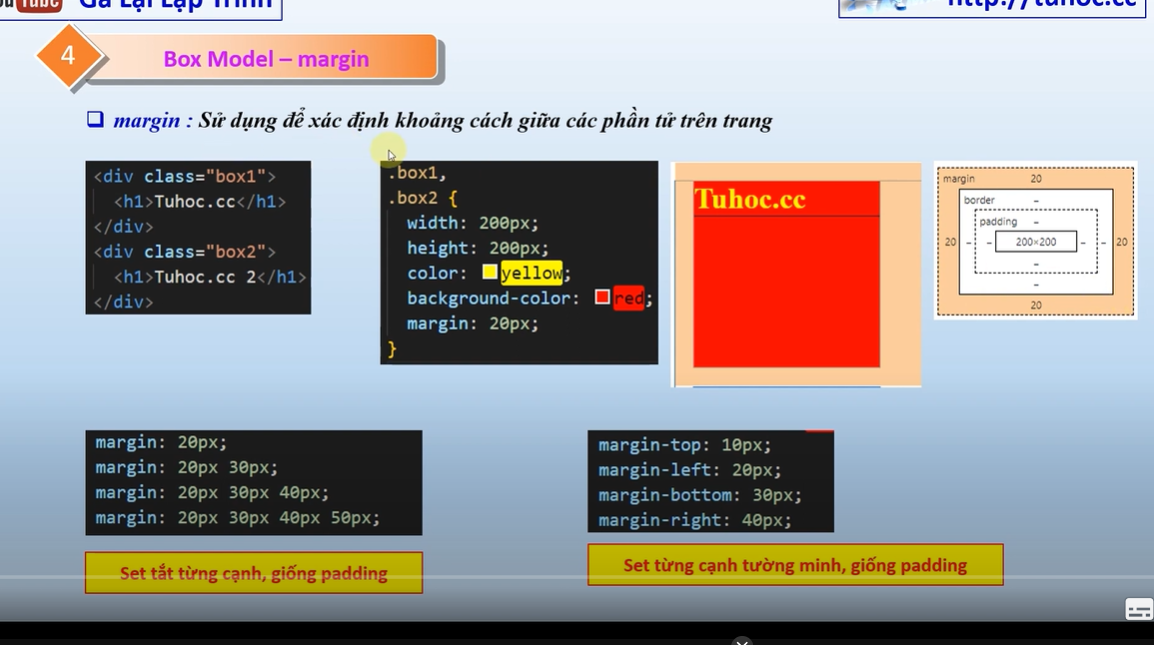 YouTube Gà Lại Lập Trình
http://tuhoc.cc
4
Box Model – margin
margin : Sử dụng để xác định khoảng cách giữa các phần tử trên trang
<div class="box1">
<h1>Tuhoc.cc</h1>
</div>
<div class="box2">
<h1>Tuhoc.cc 2</h1>
</div>
.box1,
.box2 {
width: 200px;
height: 200px;
color: yellow;
background-color: red;
margin: 20px;
}
Tuhoc.cc
margin 20
border -
padding -
20 - - 200×200 - - 20
-
-
20
margin: 20px;
margin: 20px 30px;
margin: 20px 30px 40px;
margin: 20px 30px 40px 50px;
Set tắt từng cạnh, giống padding
margin-top: 10px;
margin-left: 20px;
margin-bottom: 30px;
margin-right: 40px;
Set từng cạnh tường minh, giống padding